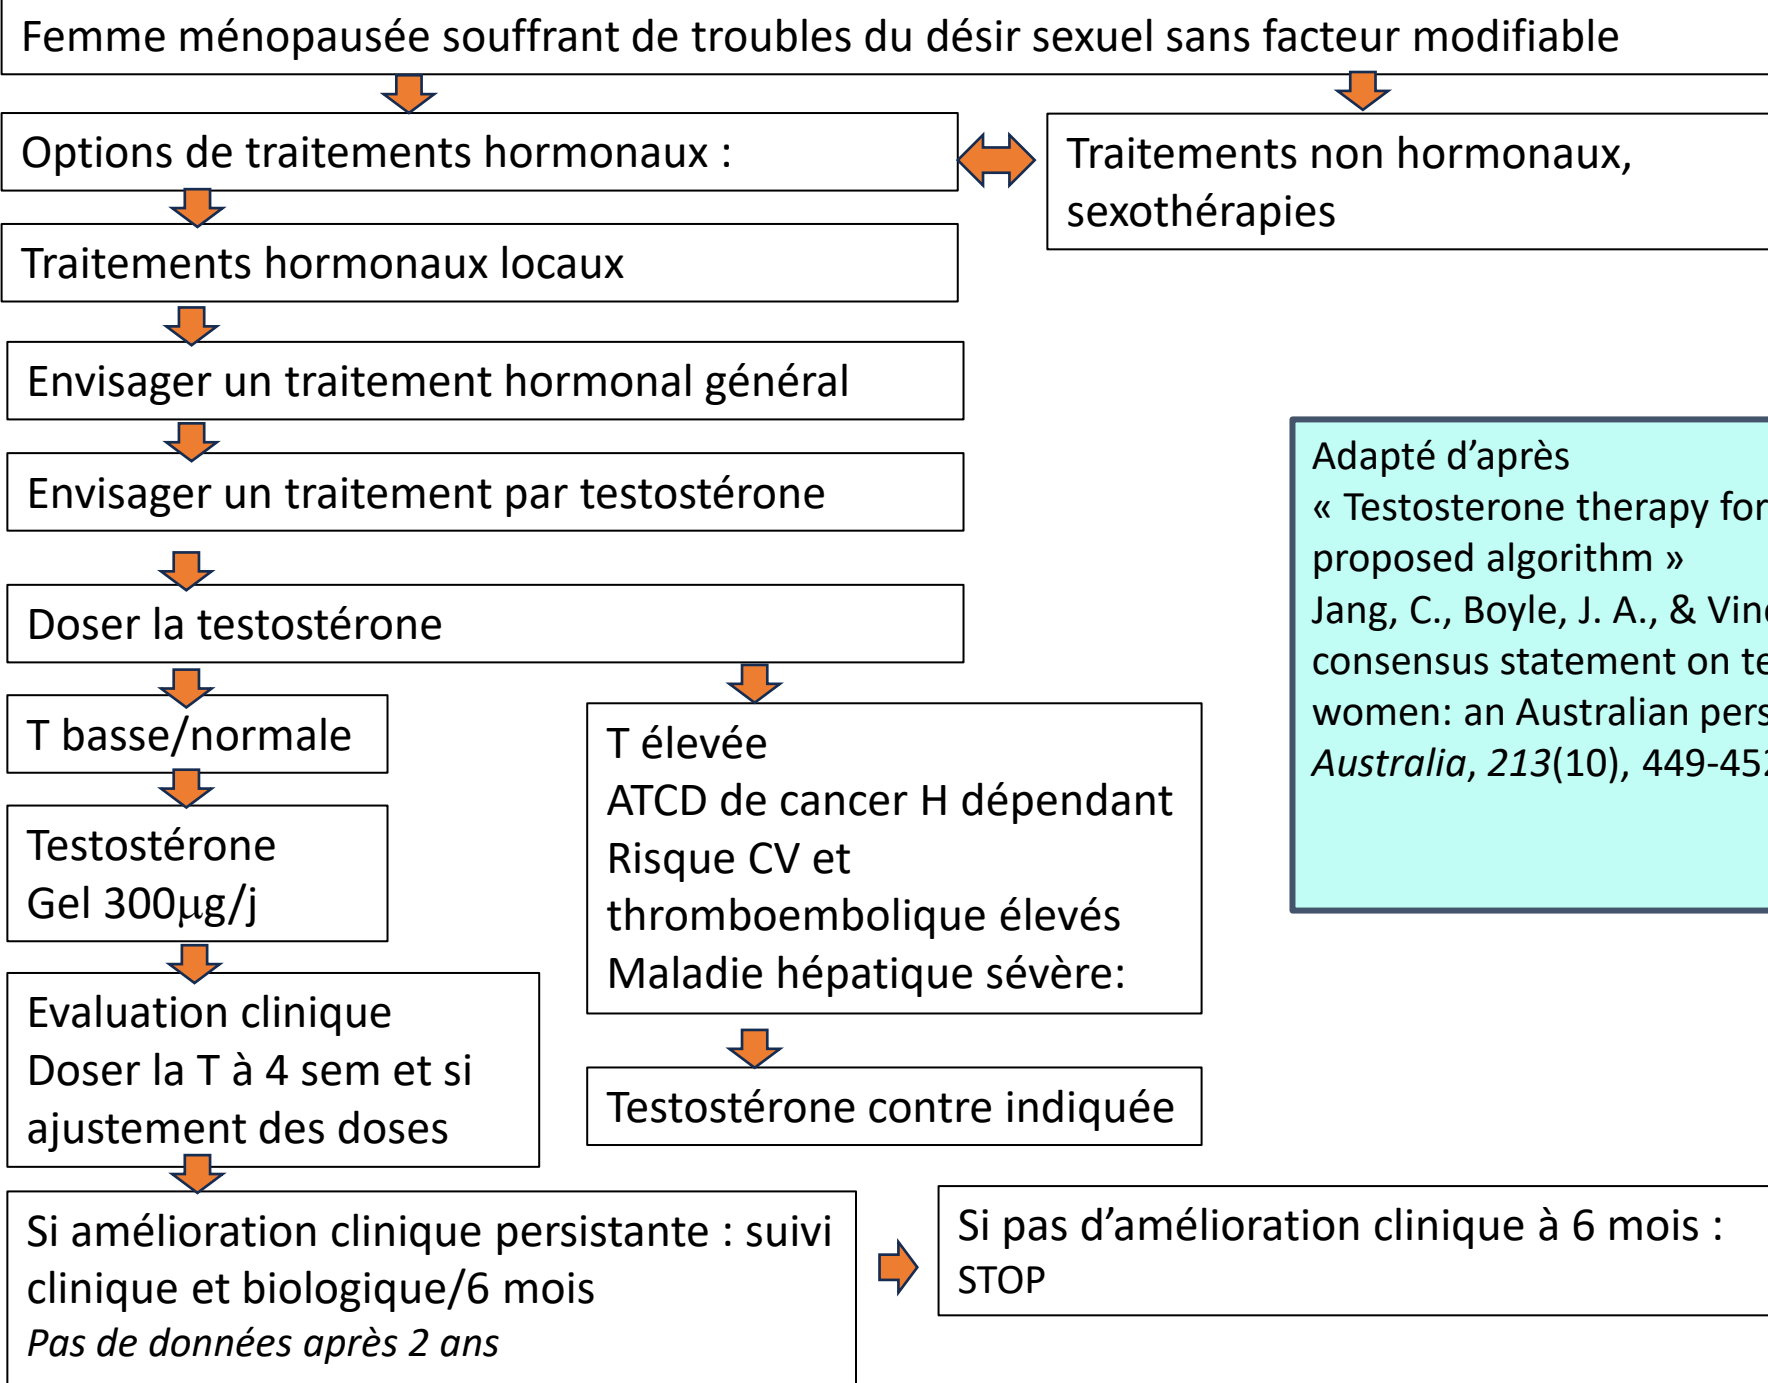 Femme ménopausée souffrant de troubles du désir sexuel sans facteur modifiable
Options de traitements hormonaux :
Traitements non hormonaux,
sexothérapies
Traitements hormonaux locaux
Envisager un traitement hormonal général
Envisager un traitement par testostérone
Doser la testostérone
T basse/normale
Testostérone
Gel 300µg/j
Evaluation clinique
Doser la T à 4 sem et si
ajustement des doses
T élevée
ATCD de cancer H dépendant
Risque CV et
thromboembolique élevés
Maladie hépatique sévère:
Testostérone contre indiquée
Si amélioration clinique persistante : suivi
clinique et biologique/6 mois
Pas de données après 2 ans
Si pas d’amélioration clinique à 6 mois :
STOP
Adapté d’après
« Testosterone therapy for
proposed algorithm »
Jang, C., Boyle, J. A., & 
consensus statement on
women: an Australian
Australia, 213(10),